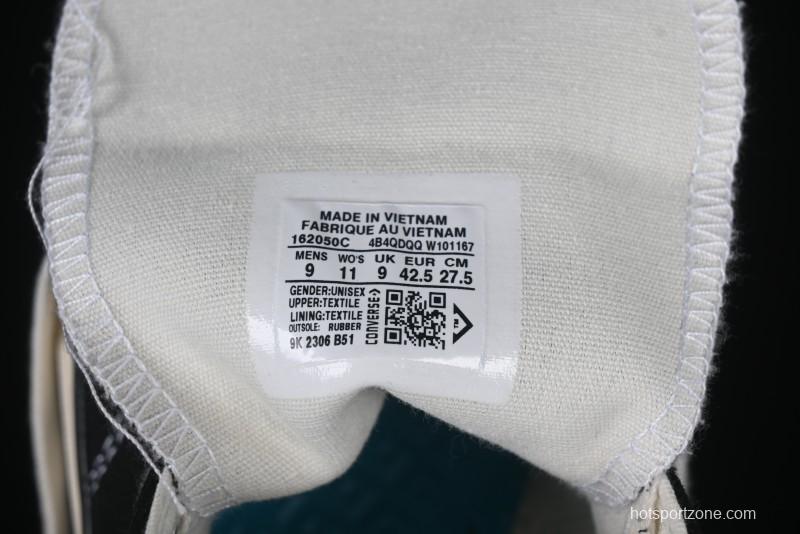 MADE IN VIETNAM
FABRIQUE AU VIETNAM
162050C 4B4QDQQ W101167
MENS WO'S UK EUR CM
9 11 9 42.5 27.5
GENDER:UNISEX
UPPER:TEXTILE
LINING:TEXTILE
OUTSOLE: RUBBER
9K 2306 B51
CONVERSE
TM
hotsportzone.com